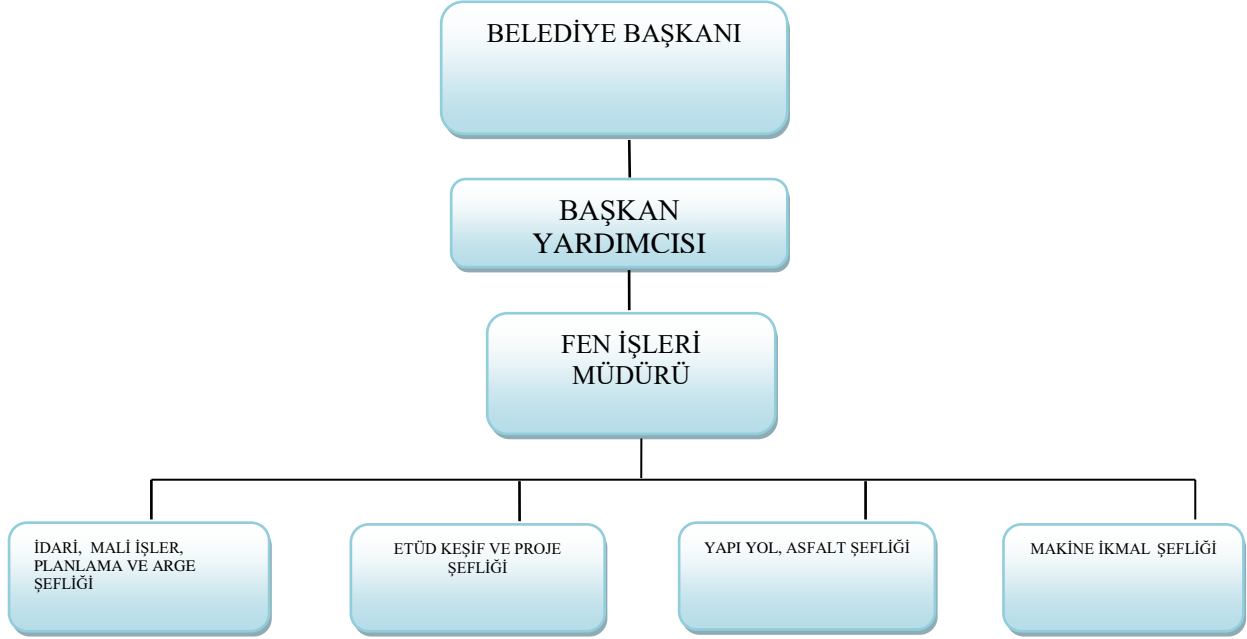 BELEDİYE BAŞKANI
BAŞKAN
YARDIMCISI
FEN İŞLERİ
MÜDÜRÜ
İDARİ, MALİ İŞLER,
PLANLAMA VE ARGE
ŞEFLİĞİ
ETÜD KEŞİF VE PROJE
ŞEFLİĞİ
YAPI YOL, ASFALT ŞEFLİĞİ
MAKİNE İKMAL ŞEFLİĞİ